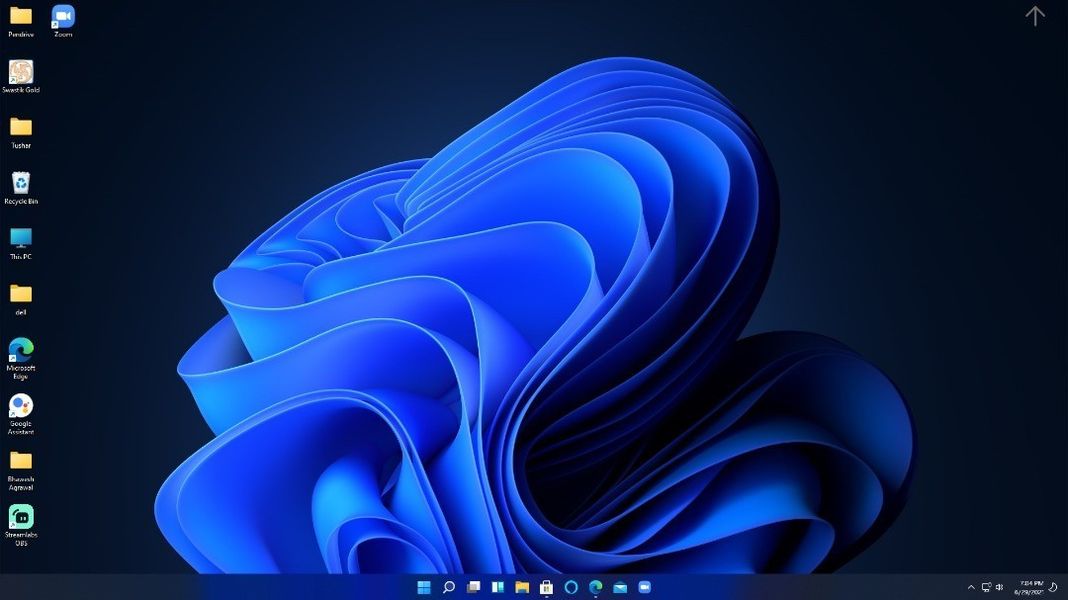 Pendrive
Zoom
Swastik Gold
Tushar
Recycle Bin
This PC
dell
Microsoft
Edge
Google
Assistant
Bhawesh
Agrawal
Streamlabs
OBS
7:04 PM
6/29/2021